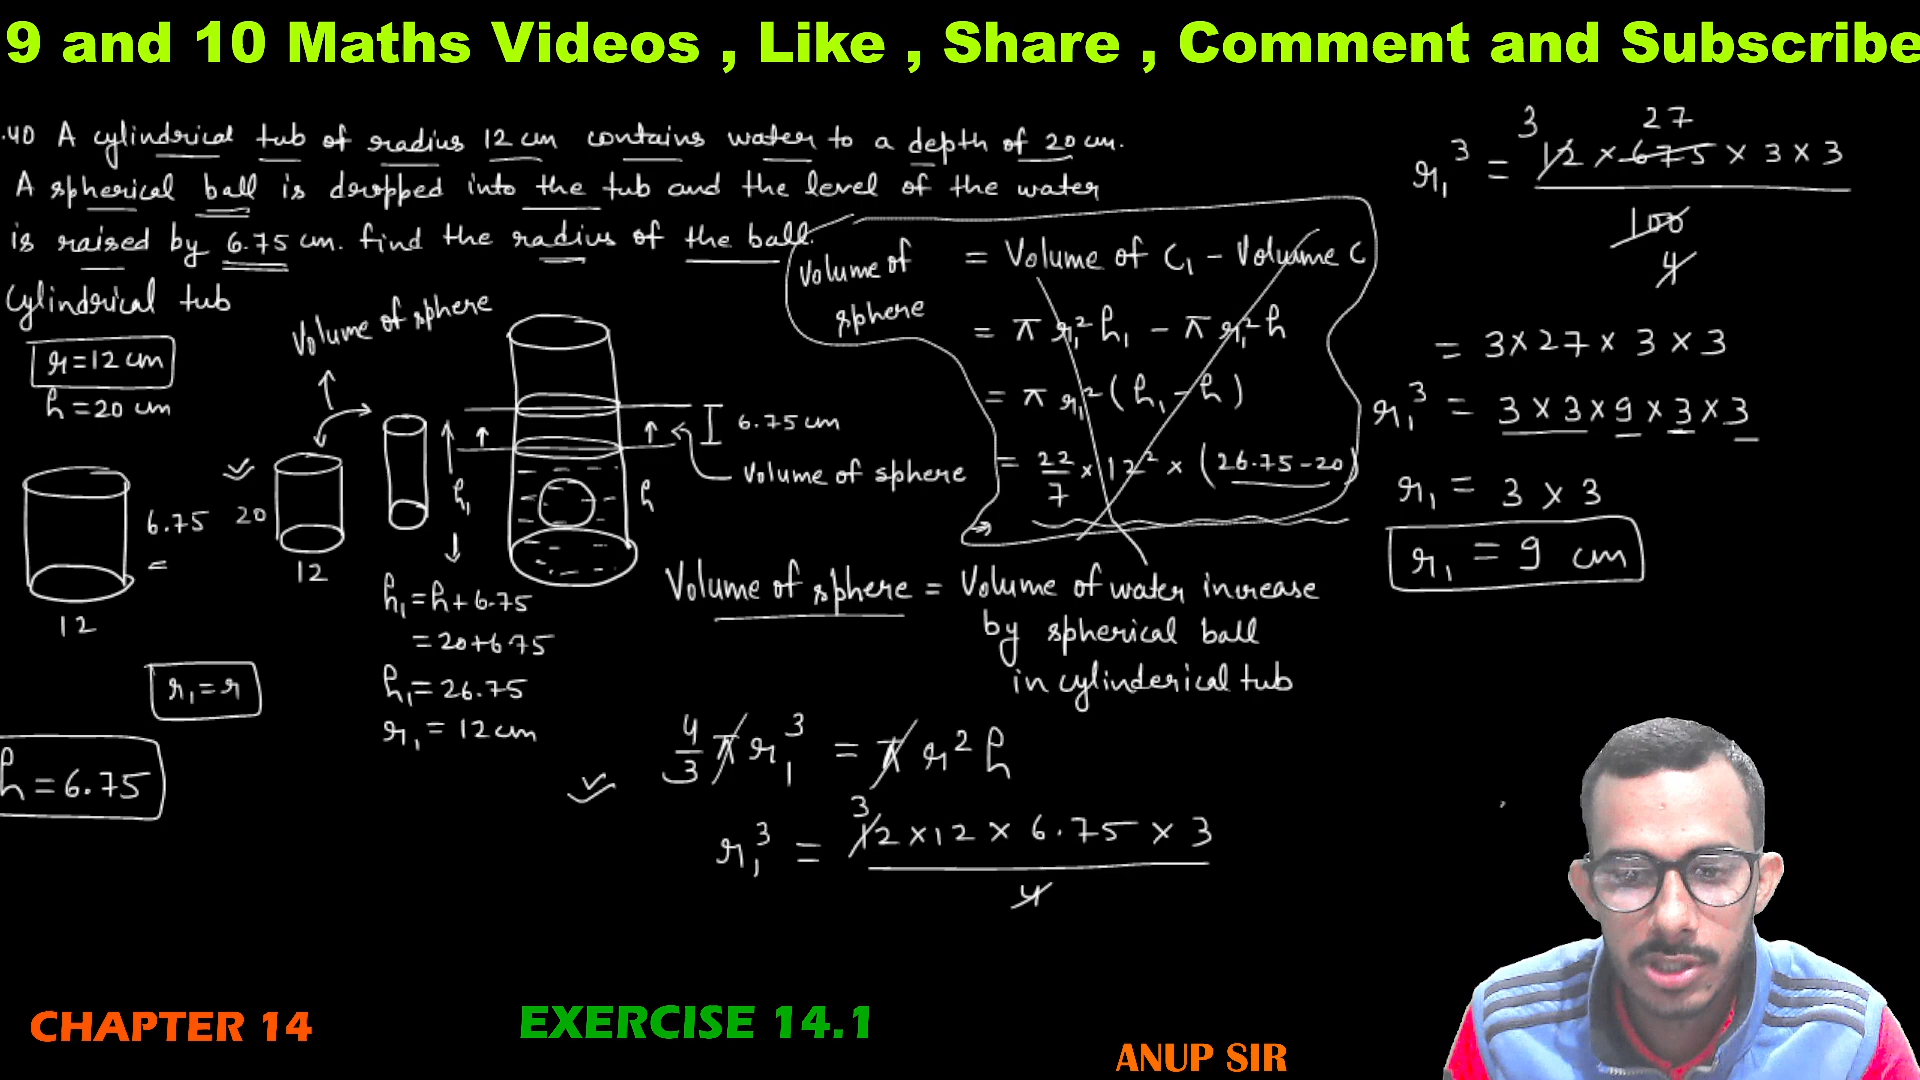 9 and 10 Maths Videos , Like , Share , Comment and Subscribe
.40 A cylindrical tub of radius 12 cm contains water to a depth of 20 cm.
A spherical ball is dropped into the tub and the level of the water
is raised by 6.75 cm. find the radius of the ball.
Cylindrical tub
r = 12 cm
h = 20 cm
6.75
=
12
r₁ = r
h = 6.75
Volume of sphere
20
12
h₁
h₁ = h + 6.75
= 20 + 6.75
h₁ = 26.75
r₁ = 12 cm
h
6.75 cm
Volume of sphere
Volume of sphere = Volume of C₁ - Volume C
= π r₁² h₁ - π r₁² h
= π r₁² ( h₁ - h )
= 22/7 × 12² × ( 26.75 - 20 )
Volume of sphere = Volume of water increase
by spherical ball
in cylinderical tub
4/3 π r₁³ = π r² h
3
r₁³ = 12 × 12 × 6.75 × 3
4
3 27
r₁³ = 12 × 675 × 3 × 3
100
4
= 3 × 27 × 3 × 3
r₁³ = 3 × 3 × 9 × 3 × 3
r₁ = 3 × 3
r₁ = 9 cm
CHAPTER 14
EXERCISE 14.1
ANUP SIR